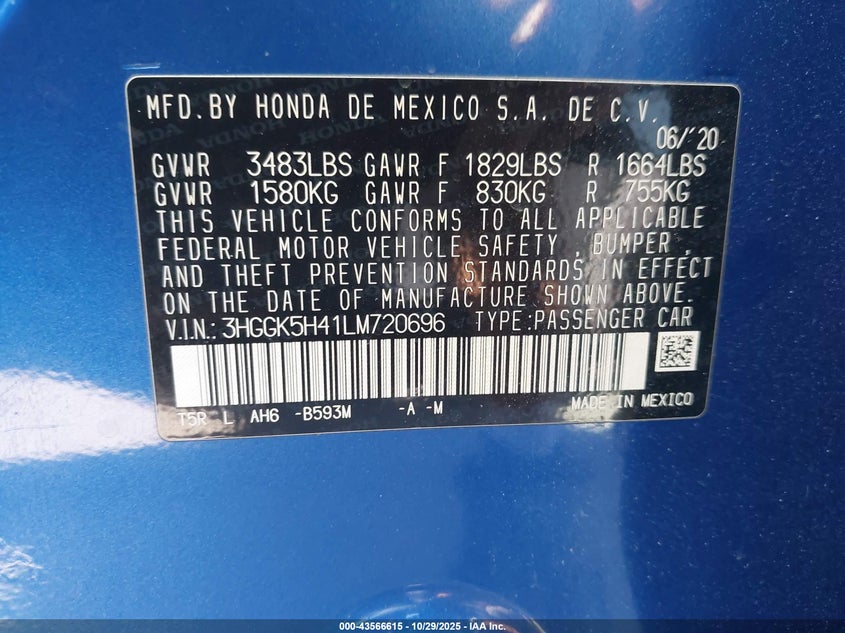 MFD.BY HONDA DE MEXICO S.A. DE C.V.
06/'20
GVWR 3483LBS GAWR F 1829LBS R 1664LBS
GVWR 1580KG GAWR F 830KG R 755KG
THIS VEHICLE CONFORMS TO ALL APPLICABLE
FEDERAL MOTOR VEHICLE SAFETY , BUMPER ,
AND THEFT PREVENTION STANDARDS IN EFFECT
ON THE DATE OF MANUFACTURE SHOWN ABOVE.
V.I.N.: 3HGGK5H41LM720696 TYPE:PASSENGER CAR
T5R L AH6 -B593M -A -M MADE IN MEXICO
000-43566615 - 10/29/2025 - IAA Inc.